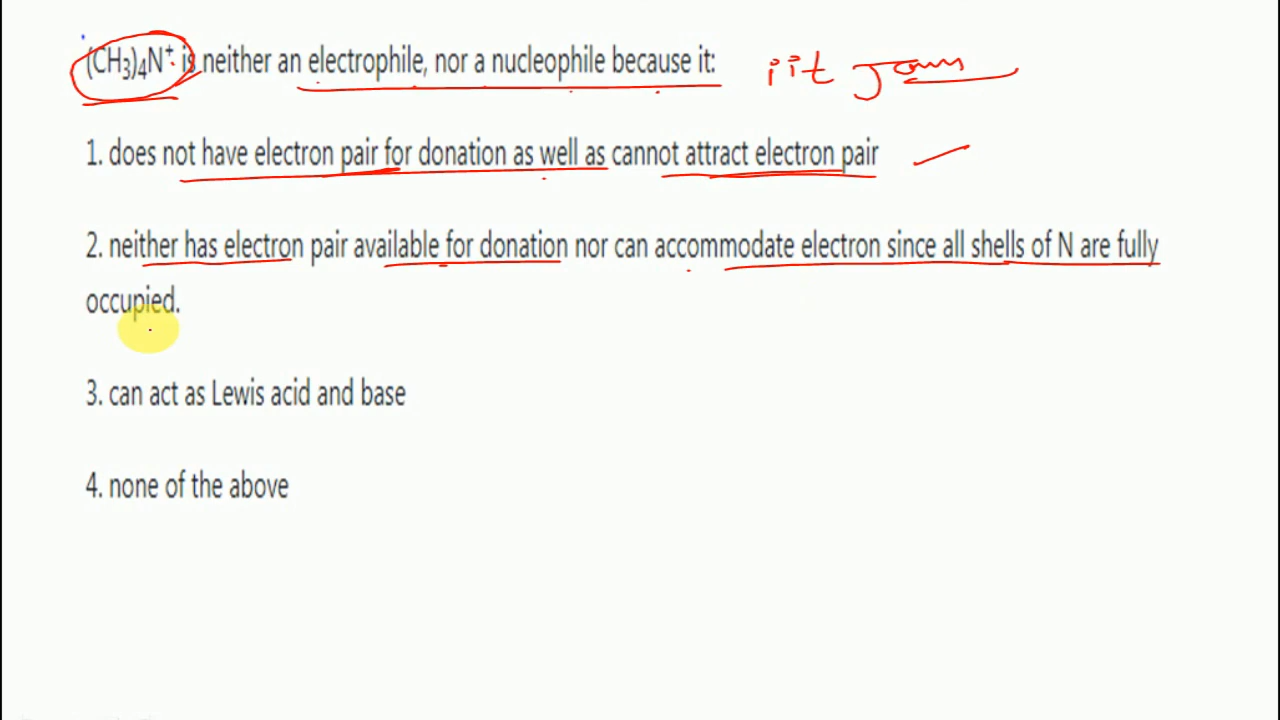 (CH₃)₄N⁺ is neither an electrophile, nor a nucleophile because it: iit Jam
1. does not have electron pair for donation as well as cannot attract electron pair
2. neither has electron pair available for donation nor can accommodate electron since all shells of N are fully
occupied.
3. can act as Lewis acid and base
4. none of the above